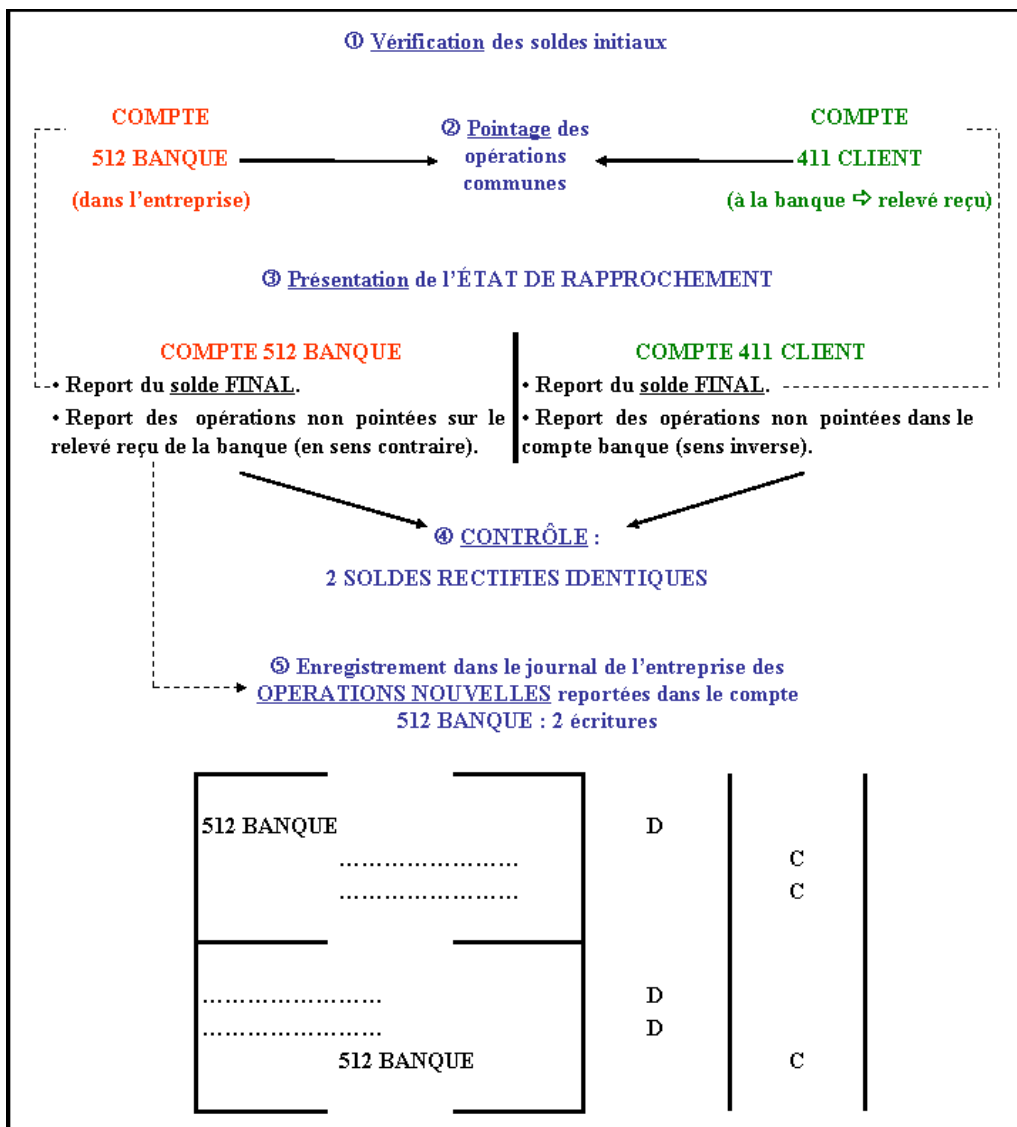 ① Vérification des soldes initiaux
COMPTE
512 BANQUE
(dans l'entreprise)
② Pointage des
opérations
communes
COMPTE
411 CLIENT
(à la banque ⇨ relevé reçu)
③ Présentation de l'ÉTAT DE RAPPROCHEMENT
COMPTE 512 BANQUE
• Report du solde FINAL.
• Report des opérations non pointées sur le
relevé reçu de la banque (en sens contraire).
COMPTE 411 CLIENT
• Report du solde FINAL.
• Report des opérations non pointées dans le
compte banque (sens inverse).
④ CONTRÔLE :
2 SOLDES RECTIFIES IDENTIQUES
⑤ Enregistrement dans le journal de l'entreprise des
OPERATIONS NOUVELLES reportées dans le compte
512 BANQUE : 2 écritures
512 BANQUE D
........................ C
........................ C
........................ D
........................ D
512 BANQUE C